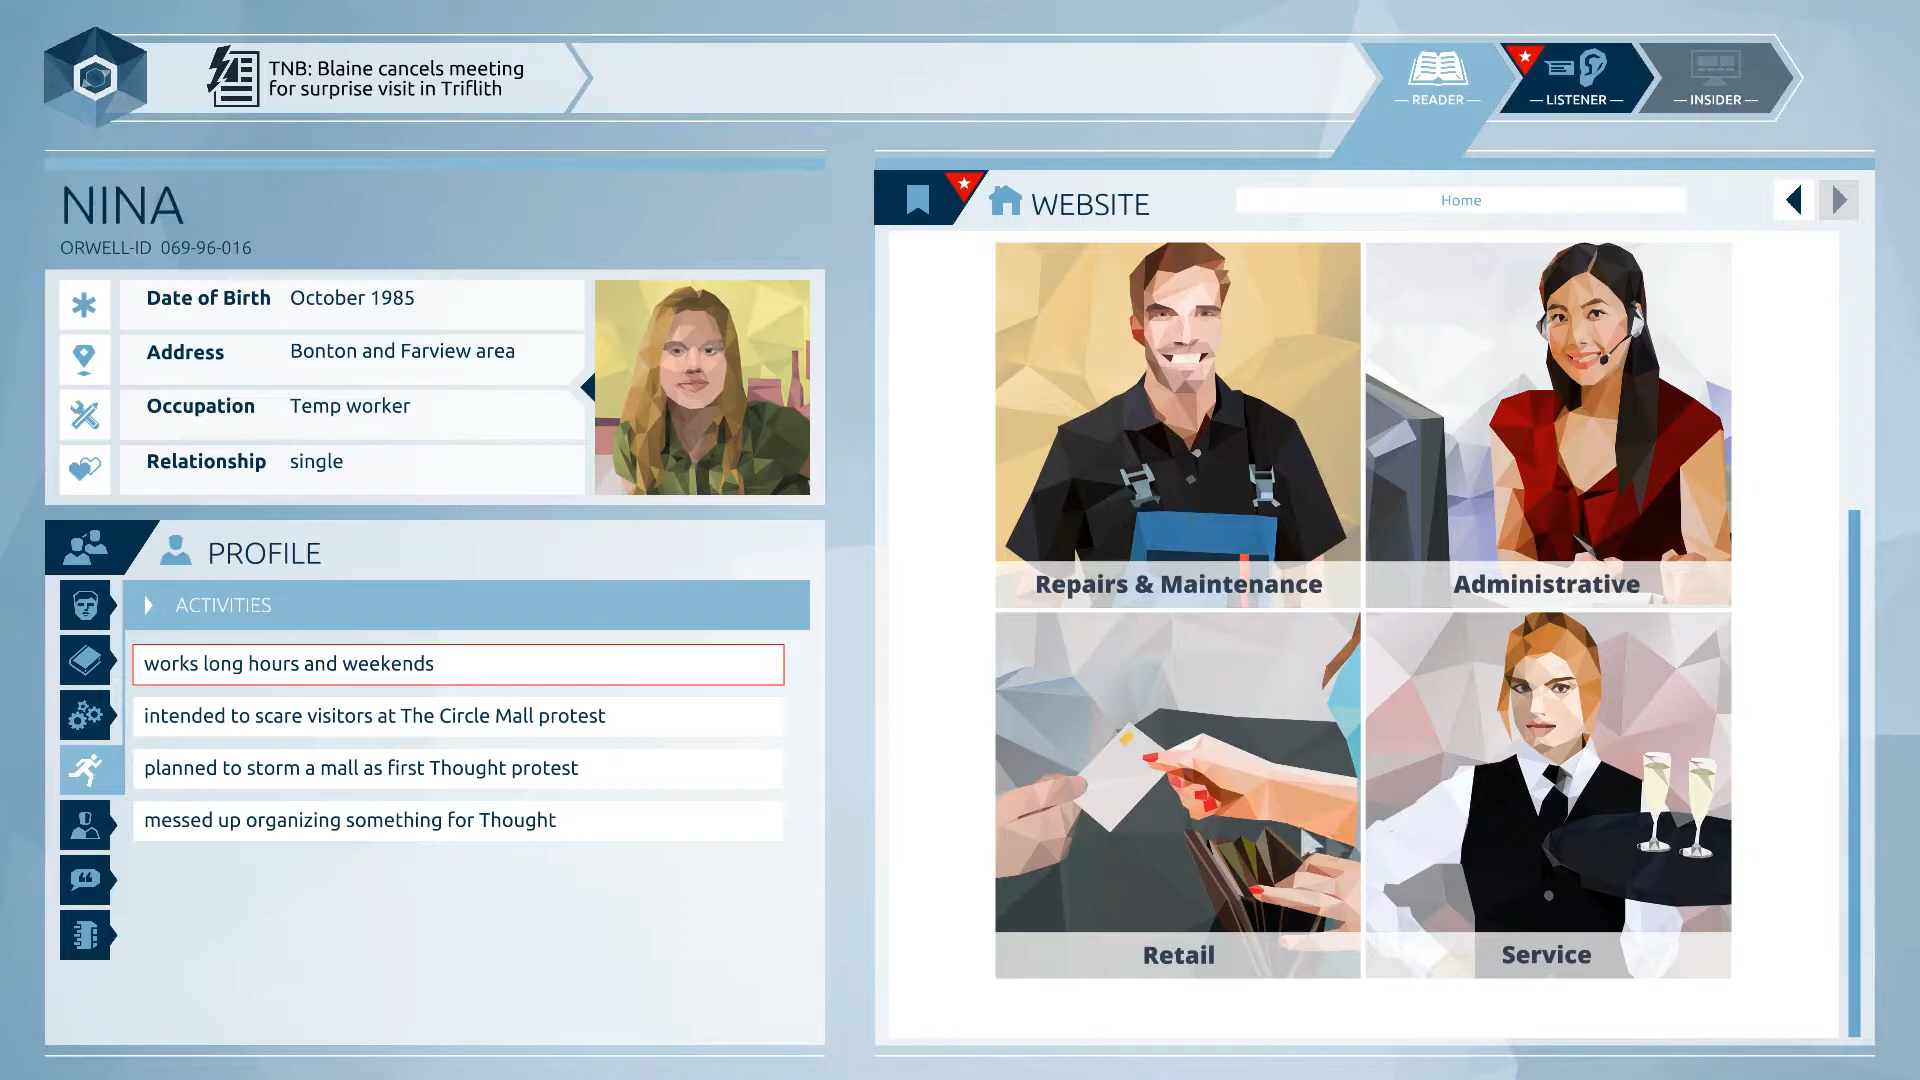 TNB: Blaine cancels meeting
for surprise visit in Triflith
READER
LISTENER
INSIDER
NINA
ORWELL-ID 069-96-016
Date of Birth October 1985
Address Bonton and Farview area
Occupation Temp worker
Relationship single
PROFILE
ACTIVITIES
works long hours and weekends
intended to scare visitors at The Circle Mall protest
planned to storm a mall as first Thought protest
messed up organizing something for Thought
WEBSITE
Home
Repairs & Maintenance
Administrative
Retail
Service